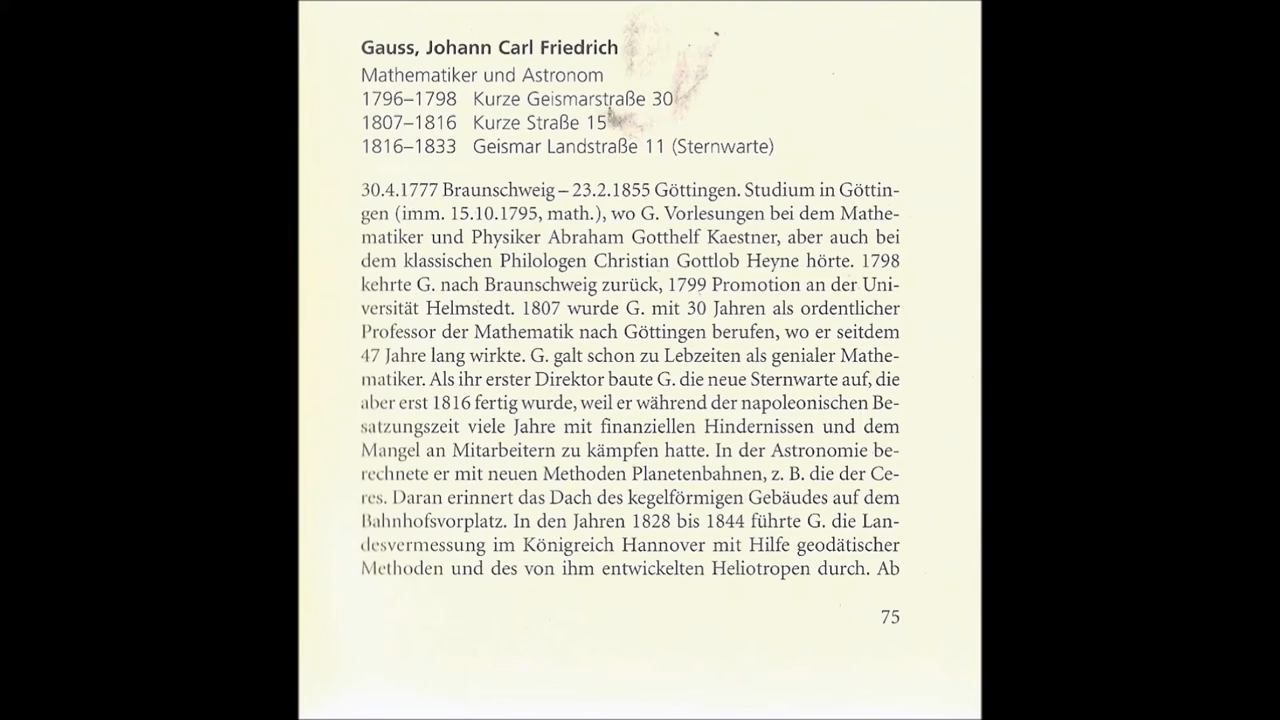 Gauss, Johann Carl Friedrich
Mathematiker und Astronom
1796–1798 Kurze Geismarstraße 30
1807–1816 Kurze Straße 15
1816–1833 Geismar Landstraße 11 (Sternwarte)
30.4.1777 Braunschweig – 23.2.1855 Göttingen. Studium in Göttin-
gen (imm. 15.10.1795, math.), wo G. Vorlesungen bei dem Mathe-
matiker und Physiker Abraham Gotthelf Kaestner, aber auch bei
dem klassischen Philologen Christian Gottlob Heyne hörte. 1798
kehrte G. nach Braunschweig zurück, 1799 Promotion an der Uni-
versität Helmstedt. 1807 wurde G. mit 30 Jahren als ordentlicher
Professor der Mathematik nach Göttingen berufen, wo er seitdem
47 Jahre lang wirkte. G. galt schon zu Lebzeiten als genialer Mathe-
matiker. Als ihr erster Direktor baute G. die neue Sternwarte auf, die
aber erst 1816 fertig wurde, weil er während der napoleonischen Be-
satzungszeit viele Jahre mit finanziellen Hindernissen und dem
Mangel an Mitarbeitern zu kämpfen hatte. In der Astronomie be-
rechnete er mit neuen Methoden Planetenbahnen, z. B. die der Ce-
res. Daran erinnert das Dach des kegelförmigen Gebäudes auf dem
Bahnhofsvorplatz. In den Jahren 1828 bis 1844 führte G. die Lan-
desvermessung im Königreich Hannover mit Hilfe geodätischer
Methoden und des von ihm entwickelten Heliotropen durch. Ab
75